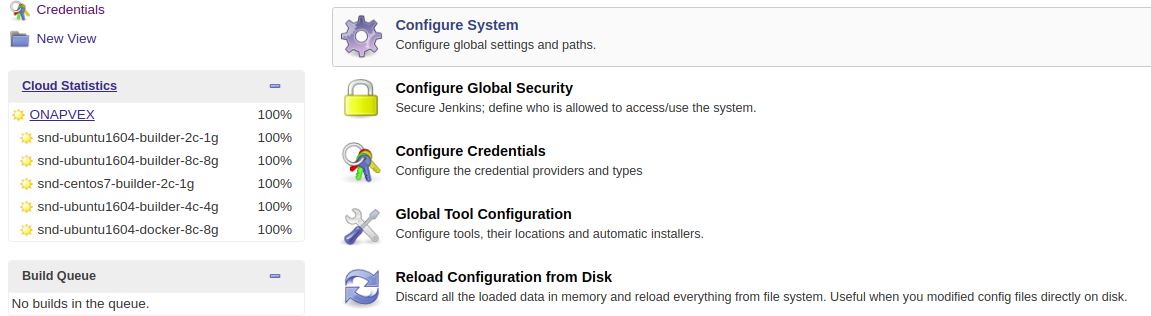 Credentials
New View
Cloud Statistics
ONAPVEX 100%
snd-ubuntu1604-builder-2c-1g 100%
snd-ubuntu1604-builder-8c-8g 100%
snd-centos7-builder-2c-1g 100%
snd-ubuntu1604-builder-4c-4g 100%
snd-ubuntu1604-docker-8c-8g 100%
Build Queue
No builds in the queue.
Configure System
Configure global settings and paths.
Configure Global Security
Secure Jenkins; define who is allowed to access/use the system.
Configure Credentials
Configure the credential providers and types
Global Tool Configuration
Configure tools, their locations and automatic installers.
Reload Configuration from Disk
Discard all the loaded data in memory and reload everything from file system. Useful when you modified config files directly on disk.